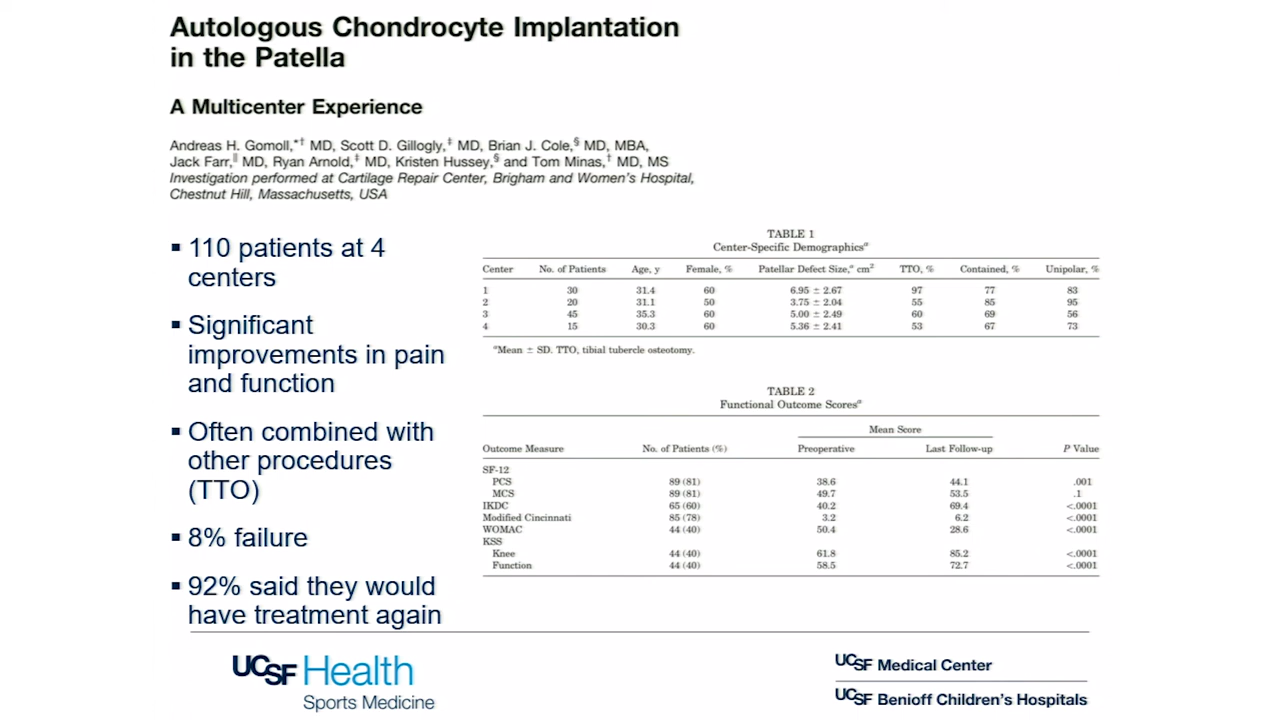 Autologous Chondrocyte Implantation
in the Patella
A Multicenter Experience
Andreas H. Gomoll,*† MD, Scott D. Gillogly,‡ MD, Brian J. Cole,§ MD, MBA,
Jack Farr,|| MD, Ryan Arnold,‡ MD, Kristen Hussey,§ and Tom Minas,† MD, MS
Investigation performed at Cartilage Repair Center, Brigham and Women's Hospital,
Chestnut Hill, Massachusetts, USA
▪ 110 patients at 4
centers
▪ Significant
improvements in pain
and function
▪ Often combined with
other procedures
(TTO)
▪ 8% failure
▪ 92% said they would
have treatment again
TABLE 1
Center-Specific Demographicsᵃ
Center No. of Patients Age, y Female, % Patellar Defect Size,ᵃ cm² TTO, % Contained, % Unipolar, %
1 30 31.4 60 6.95 ± 2.67 97 77 83
2 20 31.1 50 3.75 ± 2.04 55 85 95
3 45 35.3 60 5.00 ± 2.49 60 69 56
4 15 30.3 60 5.36 ± 2.41 53 67 73
ᵃMean ± SD. TTO, tibial tubercle osteotomy.
TABLE 2
Functional Outcome Scoresᵃ
Mean Score
Outcome Measure No. of Patients (%) Preoperative Last Follow-up P Value
SF-12
PCS 89 (81) 38.6 44.1 .001
MCS 89 (81) 49.7 53.5 .1
IKDC 65 (60) 40.2 69.4 <.0001
Modified Cincinnati 85 (78) 3.2 6.2 <.0001
WOMAC 44 (40) 50.4 28.6 <.0001
KSS
Knee 44 (40) 61.8 85.2 <.0001
Function 44 (40) 58.5 72.7 <.0001
UCSF Health
Sports Medicine
UCSF Medical Center
UCSF Benioff Children's Hospitals